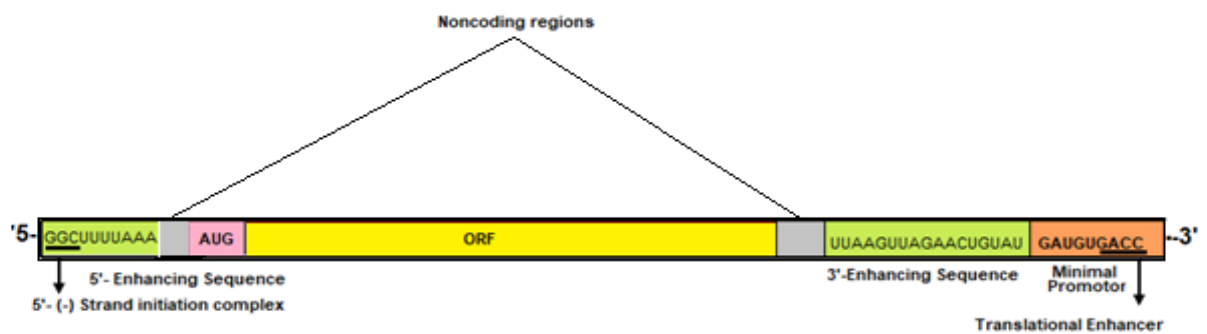 Noncoding regions
'5- GGCUUUUAAA AUG ORF UUAAGUUAGAACUGUAU GAUGUGACC -3'
5'- Enhancing Sequence 3'-Enhancing Sequence Minimal Promotor
5'- (-) Strand initiation complex
Translational Enhancer